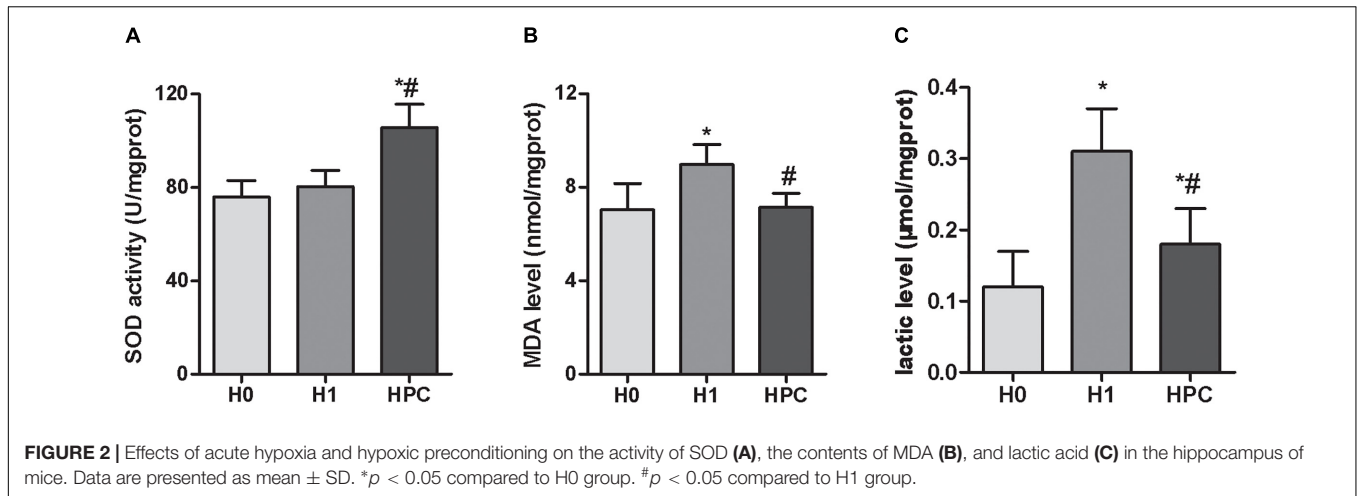 A
SOD activity (U/mgprot)
120
80
40
0
*#
H0 H1 HPC
B
MDA level (nmol/mgprot)
12
8
4
0
*
#
H0 H1 HPC
C
lactic level (μmol/mgprot)
0.4
0.3
0.2
0.1
0.0
*
*#
H0 H1 HPC
FIGURE 2 | Effects of acute hypoxia and hypoxic preconditioning on the activity of SOD (A), the contents of MDA (B), and lactic acid (C) in the hippocampus of
mice. Data are presented as mean ± SD. *p < 0.05 compared to H0 group. #p < 0.05 compared to H1 group.